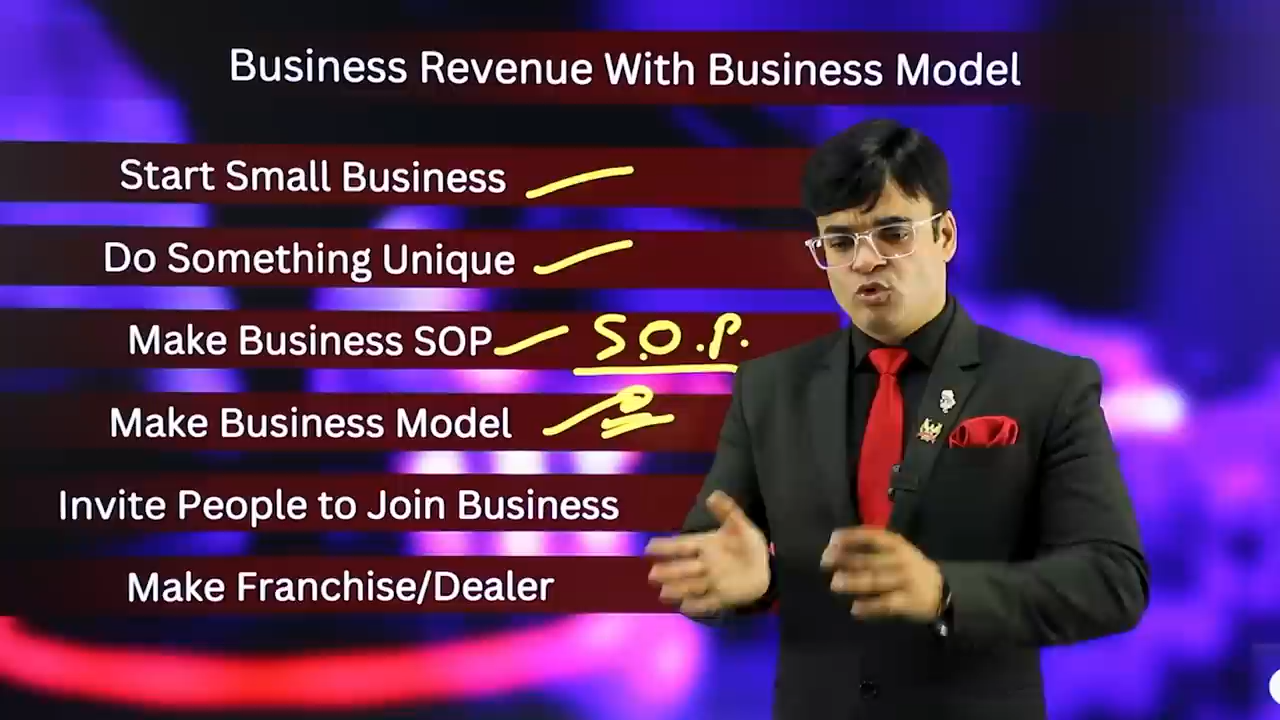 Business Revenue With Business Model
Start Small Business
Do Something Unique
Make Business SOP S.O.P.
Make Business Model
Invite People to Join Business
Make Franchise/Dealer